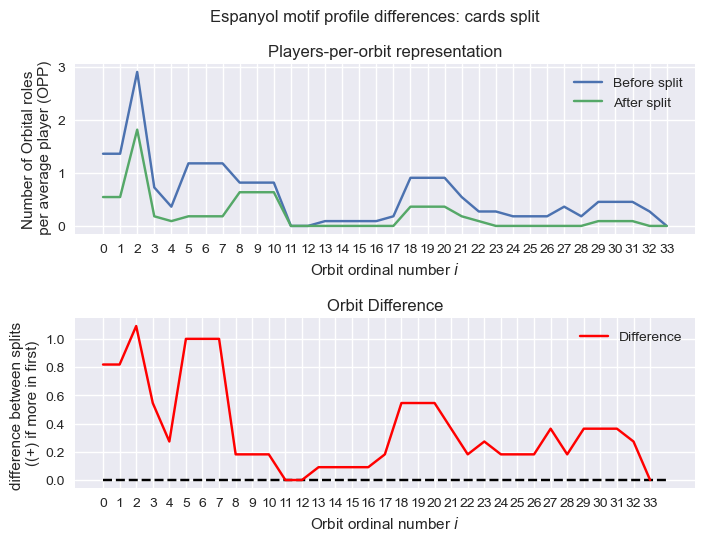 Espanyol motif profile differences: cards split
Players-per-orbit representation
Number of Orbital roles
per average player (OPP)
3
2
1
0
Before split
After split
0 1 2 3 4 5 6 7 8 9 10 11 12 13 14 15 16 17 18 19 20 21 22 23 24 25 26 27 28 29 30 31 32 33
Orbit ordinal number i
Orbit Difference
difference between splits
((+) if more in first)
1.0
0.8
0.6
0.4
0.2
0.0
Difference
0 1 2 3 4 5 6 7 8 9 10 11 12 13 14 15 16 17 18 19 20 21 22 23 24 25 26 27 28 29 30 31 32 33
Orbit ordinal number i